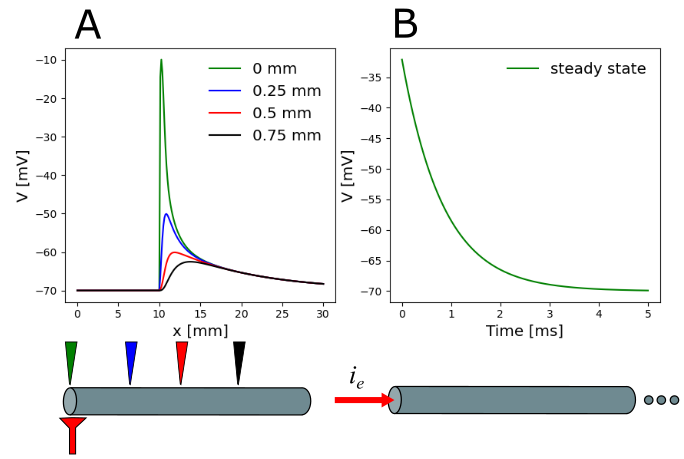 A
B
V [mV]
−10
−20
−30
−40
−50
−60
−70
0 mm
0.25 mm
0.5 mm
0.75 mm
0 5 10 15 20 25 30
x [mm]
V [mV]
−35
−40
−45
−50
−55
−60
−65
−70
steady state
0 1 2 3 4 5
Time [ms]
ie